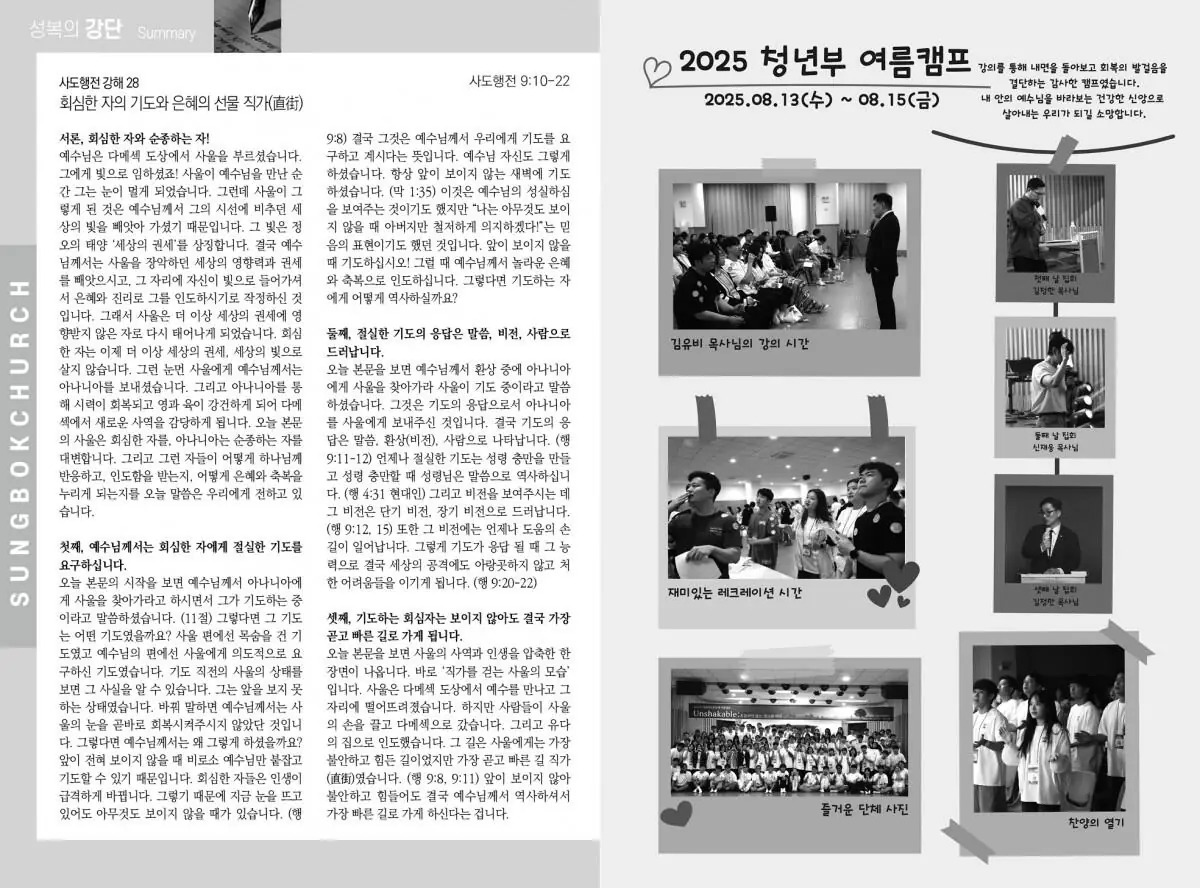 성복의 강단 Summary
사도행전 강해 28
사도행전 9:10-22
회심한 자의 기도와 은혜의 선물 직가(直街)
서론, 회심한 자와 순종하는 자!
예수님은 다메섹 도상에서 사울을 부르셨습니다.
그에게 빛으로 임하셨죠! 사울이 예수님을 만난 순
간 그는 눈이 멀게 되었습니다. 그런데 사울이 그
렇게 된 것은 예수님께서 그의 시선에 비추던 세
상의 빛을 빼앗아 가셨기 때문입니다. 그 빛은 정
오의 태양 ‘세상의 권세’를 상징합니다. 결국 예수
님께서는 사울을 장악하던 세상의 영향력과 권세
를 빼앗으시고, 그 자리에 자신이 빛으로 들어가셔
서 은혜와 진리로 그를 인도하시기로 작정하신 것
입니다. 그래서 사울은 더 이상 세상의 권세에 영
향받지 않은 자로 다시 태어나게 되었습니다. 회심
한 자는 이제 더 이상 세상의 권세, 세상의 빛으로
살지 않습니다. 그런 눈먼 사울에게 예수님께서는
아나니아를 보내셨습니다. 그리고 아나니아를 통
해 시력이 회복되고 영과 육이 강건하게 되어 다메
섹에서 새로운 사역을 감당하게 됩니다. 오늘 본문
의 사울은 회심한 자를, 아나니아는 순종하는 자를
대변합니다. 그리고 그런 자들이 어떻게 하나님께
반응하고, 인도함을 받는지, 어떻게 은혜와 축복을
누리게 되는지를 오늘 말씀은 우리에게 전하고 있
습니다.
첫째, 예수님께서는 회심한 자에게 절실한 기도를
요구하십니다.
오늘 본문의 시작을 보면 예수님께서 아나니아에
게 사울을 찾아가라고 하시면서 그가 기도하는 중
이라고 말씀하셨습니다. (11절) 그렇다면 그 기도
는 어떤 기도였을까요? 사울 편에선 목숨을 건 기
도였고 예수님의 편에선 사울에게 의도적으로 요
구하신 기도였습니다. 기도 직전의 사울의 상태를
보면 그 사실을 알 수 있습니다. 그는 앞을 보지 못
하는 상태였습니다. 바꿔 말하면 예수님께서는 사
울의 눈을 곧바로 회복시켜주시지 않았단 것입니
다. 그렇다면 예수님께서는 왜 그렇게 하셨을까요?
앞이 전혀 보이지 않을 때 비로소 예수님만 붙잡고
기도할 수 있기 때문입니다. 회심한 자들은 인생이
급격하게 바뀝니다. 그렇기 때문에 지금 눈을 뜨고
있어도 아무것도 보이지 않을 때가 있습니다. (행
9:8) 결국 그것은 예수님께서 우리에게 기도를 요
구하고 계시다는 뜻입니다. 예수님 자신도 그렇게
하셨습니다. 항상 앞이 보이지 않는 새벽에 기도
하셨습니다. (막 1:35) 이것은 예수님의 성실하심
을 보여주는 것이기도 했지만 “나는 아무것도 보이
지 않을 때 아버지만 철저하게 의지하겠다!”는 믿
음의 표현이기도 했던 것입니다. 앞이 보이지 않을
때 기도하십시오! 그럴 때 예수님께서 놀라운 은혜
와 축복으로 인도하십니다. 그렇다면 기도하는 자
에게 어떻게 역사하실까요?
둘째, 절실한 기도의 응답은 말씀, 비전, 사람으로
드러납니다.
오늘 본문을 보면 예수님께서 환상 중에 아나니아
에게 사울을 찾아가라 사울이 기도 중이라고 말씀
하셨습니다. 그것은 기도의 응답으로서 아나니아
를 사울에게 보내주신 것입니다. 결국 기도의 응
답은 말씀, 환상(비전), 사람으로 나타납니다. (행
9:11-12) 언제나 절실한 기도는 성령 충만을 만들
고 성령 충만할 때 성령님은 말씀으로 역사하십니
다. (행 4:31 현대인) 그리고 비전을 보여주시는 데
그 비전은 단기 비전, 장기 비전으로 드러납니다.
(행 9:12, 15) 또한 그 비전에는 언제나 도움의 손
길이 일어납니다. 그렇게 기도가 응답 될 때 그 능
력으로 결국 세상의 공격에도 아랑곳하지 않고 처
한 어려움들을 이기게 됩니다. (행 9:20-22)
셋째, 기도하는 회심자는 보이지 않아도 결국 가장
곧고 빠른 길로 가게 됩니다.
오늘 본문을 보면 사울의 사역과 인생을 압축한 한
장면이 나옵니다. 바로 ‘직가를 걷는 사울의 모습’
입니다. 사울은 다메섹 도상에서 예수를 만나고 그
자리에 떨어뜨려졌습니다. 하지만 사람들이 사울
의 손을 끌고 다메섹으로 갔습니다. 그리고 유다
의 집으로 인도했습니다. 그 길은 사울에게는 가장
불안하고 힘든 길이었지만 가장 곧고 빠른 길 직가
(直街)였습니다. (행 9:8, 9:11) 앞이 보이지 않아
불안하고 힘들어도 결국 예수님께서 역사하셔서
가장 빠른 길로 가게 하신다는 겁니다.
SUNGBOKCHURCH
2025 청년부 여름캠프
2025.08.13(수) ~ 08.15(금)
강의를 통해 내면을 돌아보고 회복의 발걸음을
결단하는 감사한 캠프였습니다.
내 안의 예수님을 바라보는 건강한 신앙으로
살아내는 우리가 되길 소망합니다.
김유비 목사님의 강의 시간
첫째 날 집회
김정한 목사님
둘째 날 집회
신재웅 목사님
재미있는 레크레이션 시간
셋째 날 집회
김정한 목사님
Unshakable:
즐거운 단체 사진
찬양의 열기